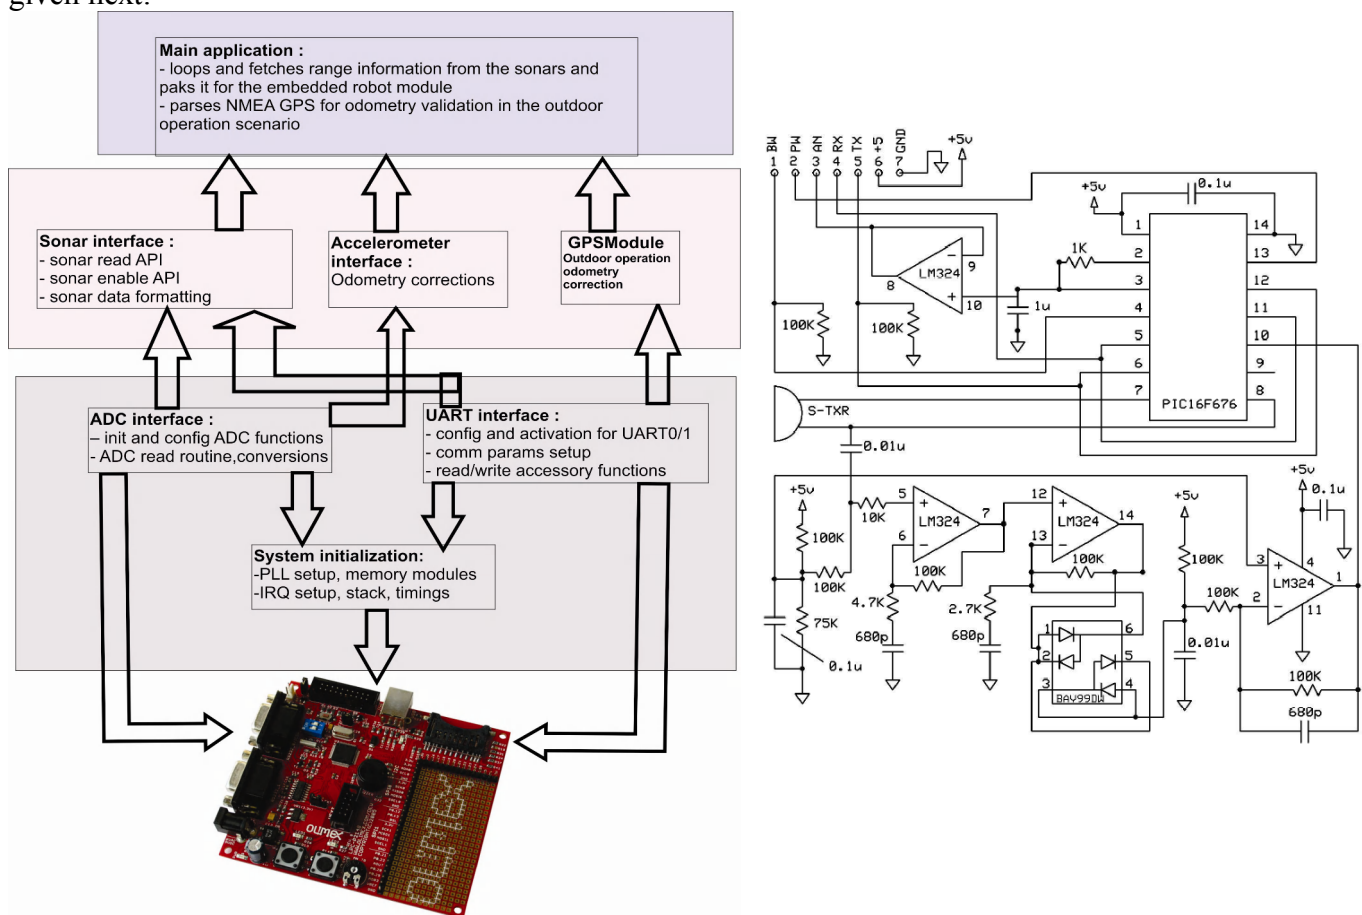 given next:
Main application :
- loops and fetches range information from the sonars and
paks it for the embedded robot module
- parses NMEA GPS for odometry validation in the outdoor
operation scenario
Sonar interface :
- sonar read API
- sonar enable API
- sonar data formatting
Accelerometer
interface :
Odometry corrections
GPSModule
Outdoor operation
odometry
correction
ADC interface :
– init and config ADC functions
- ADC read routine,conversions
UART interface :
- config and activation for UART0/1
- comm params setup
- read/write accessory functions
System initialization:
-PLL setup, memory modules
-IRQ setup, stack, timings
OLIMEX
OLIMEX
BW PW AN RX TX +5 GND
1 2 3 4 5 6 7
+5v
+5v
0.1u
1 14
2 13
3 12
4 11
5 10
6 9
7 8
PIC16F676
1K
1u
9
LM324
8
10
100K
100K
S-TXR
0.01u
+5v
100K
10K
100K
75K
0.1u
5
LM324
7
6
100K
4.7K
680p
12
LM324
14
13
100K
2.7K
680p
1 6
2 5
3 4
BAV99DW
+5v
100K
100K
0.01u
+5v
0.1u
3
4
LM324
1
2
11
100K
680p